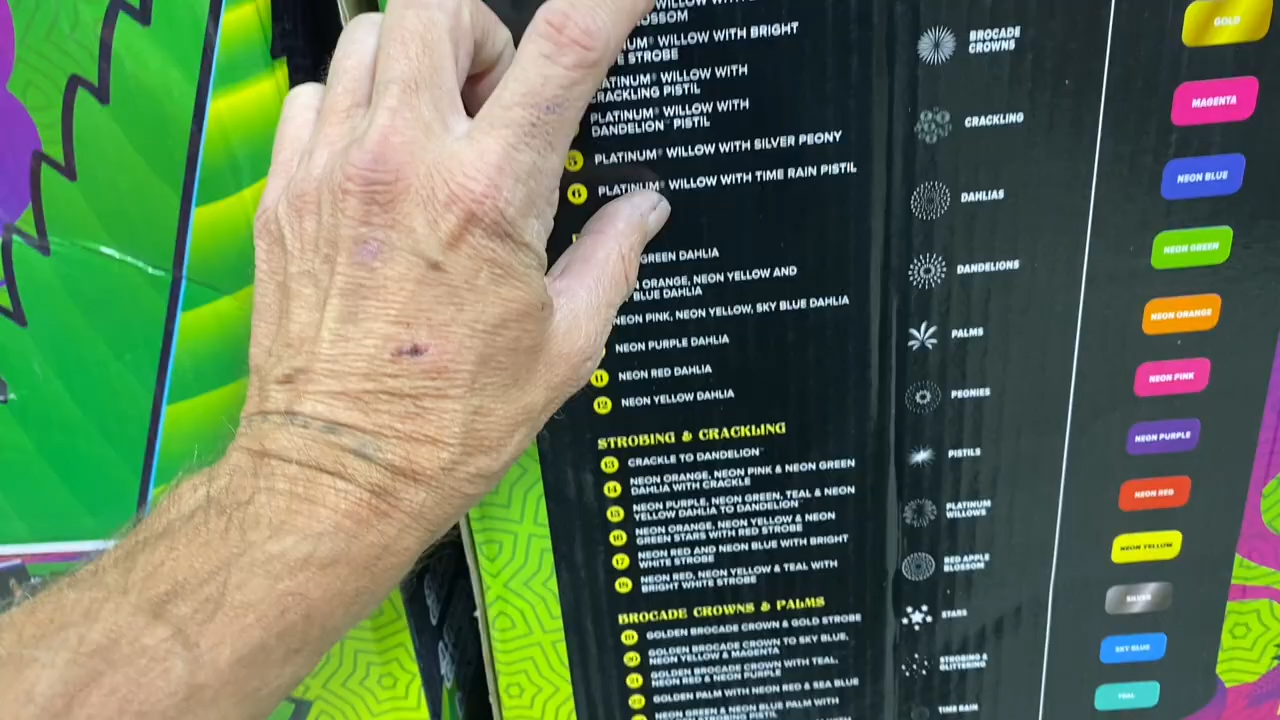 WILLOW WITH
OSSOM
UM® WILLOW WITH BRIGHT
E STROBE
ATINUM® WILLOW WITH
CRACKLING PISTIL
PLATINUM® WILLOW WITH
DANDELION™ PISTIL
5 PLATINUM® WILLOW WITH SILVER PEONY
6 PLATINUM® WILLOW WITH TIME RAIN PISTIL
GREEN DAHLIA
ORANGE, NEON YELLOW AND
BLUE DAHLIA
NEON PINK, NEON YELLOW, SKY BLUE DAHLIA
NEON PURPLE DAHLIA
11 NEON RED DAHLIA
12 NEON YELLOW DAHLIA
STROBING & CRACKLING
13 CRACKLE TO DANDELION™
14 NEON ORANGE, NEON PINK & NEON GREEN
DAHLIA WITH CRACKLE
15 NEON PURPLE, NEON GREEN, TEAL & NEON
YELLOW DAHLIA TO DANDELION™
16 NEON ORANGE, NEON YELLOW & NEON
GREEN STARS WITH RED STROBE
17 NEON RED AND NEON BLUE WITH BRIGHT
WHITE STROBE
18 NEON RED, NEON YELLOW & TEAL WITH
BRIGHT WHITE STROBE
BROCADE CROWNS & PALMS
19 GOLDEN BROCADE CROWN & GOLD STROBE
20 GOLDEN BROCADE CROWN TO SKY BLUE,
NEON YELLOW & MAGENTA
21 GOLDEN BROCADE CROWN WITH TEAL,
NEON RED & NEON PURPLE
22 GOLDEN PALM WITH NEON RED & SEA BLUE
NEON GREEN & NEON BLUE PALM WITH
STROBING PISTIL
BROCADE
CROWNS
CRACKLING
DAHLIAS
DANDELIONS
PALMS
PEONIES
PISTILS
PLATINUM
WILLOWS
RED APPLE
BLOSSOM
STARS
STROBING &
GLITTERING
TIME RAIN
GOLD
MAGENTA
NEON BLUE
NEON GREEN
NEON ORANGE
NEON PINK
NEON PURPLE
NEON RED
NEON YELLOW
SILVER
SKY BLUE
TEAL